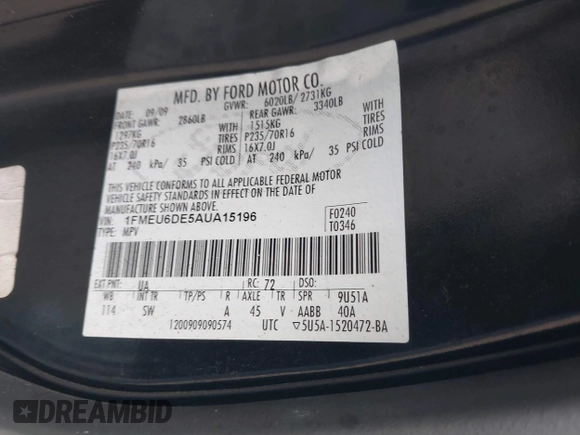 MFD. BY FORD MOTOR CO.
DATE: 09/09 GVWR: 6020LB/ 2731KG
FRONT GAWR: 2860LB REAR GAWR: 3340LB
1297KG 1515KG
P235/70R16 TIRES P235/70R16 TIRES
16X7.0J RIMS 16X7.0J RIMS
AT 240 kPa/ 35 PSI COLD AT 240 kPa/ 35 PSI COLD
THIS VEHICLE CONFORMS TO ALL APPLICABLE FEDERAL MOTOR
VEHICLE SAFETY STANDARDS IN EFFECT ON THE DATE OF
MANUFACTURE SHOWN ABOVE.
VIN: 1FMEU6DE5AUA15196 F0240
TYPE: MPV T0346
EXT PNT: UA RC: 72 DSO:
WB INT TR TP/PS R AXLE TR SPR 9U51A
114 SW A 45 V AABB 40A
1200909090574 UTC ▽5U5A-1520472-BA
DREAMBID